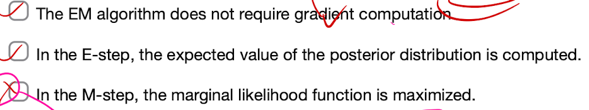 The EM algorithm does not require gradient computation.
In the E-step, the expected value of the posterior distribution is computed.
In the M-step, the marginal likelihood function is maximized.